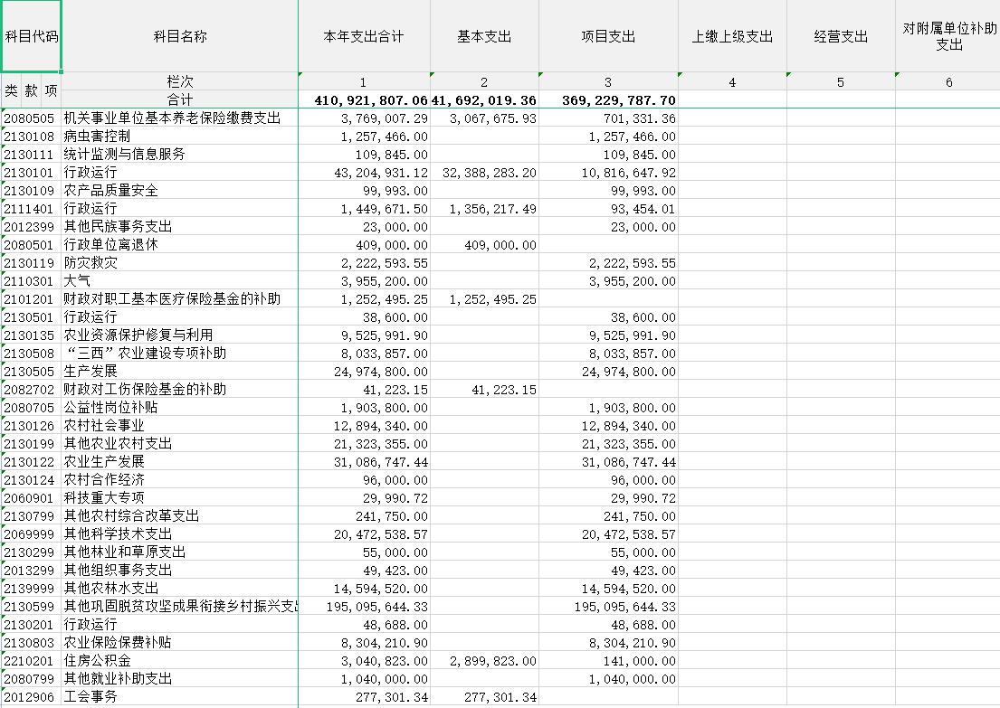 科目代码 科目名称 本年支出合计 基本支出 项目支出 上缴上级支出 经营支出 对附属单位补助支出
类 款 项 栏次 1 2 3 4 5 6
合计 410,921,807.06 41,692,019.36 369,229,787.70
2080505 机关事业单位基本养老保险缴费支出 3,769,007.29 3,067,675.93 701,331.36
2130108 病虫害控制 1,257,466.00 1,257,466.00
2130111 统计监测与信息服务 109,845.00 109,845.00
2130101 行政运行 43,204,931.12 32,388,283.20 10,816,647.92
2130109 农产品质量安全 99,993.00 99,993.00
2111401 行政运行 1,449,671.50 1,356,217.49 93,454.01
2012399 其他民族事务支出 23,000.00 23,000.00
2080501 行政单位离退休 409,000.00 409,000.00
2130119 防灾救灾 2,222,593.55 2,222,593.55
2110301 大气 3,955,200.00 3,955,200.00
2101201 财政对职工基本医疗保险基金的补助 1,252,495.25 1,252,495.25
2130501 行政运行 38,600.00 38,600.00
2130135 农业资源保护修复与利用 9,525,991.90 9,525,991.90
2130508 “三西”农业建设专项补助 8,033,857.00 8,033,857.00
2130505 生产发展 24,974,800.00 24,974,800.00
2082702 财政对工伤保险基金的补助 41,223.15 41,223.15
2080705 公益性岗位补贴 1,903,800.00 1,903,800.00
2130126 农村社会事业 12,894,340.00 12,894,340.00
2130199 其他农业农村支出 21,323,355.00 21,323,355.00
2130122 农业生产发展 31,086,747.44 31,086,747.44
2130124 农村合作经济 96,000.00 96,000.00
2060901 科技重大专项 29,990.72 29,990.72
2130799 其他农村综合改革支出 241,750.00 241,750.00
2069999 其他科学技术支出 20,472,538.57 20,472,538.57
2130299 其他林业和草原支出 55,000.00 55,000.00
2013299 其他组织事务支出 49,423.00 49,423.00
2139999 其他农林水支出 14,594,520.00 14,594,520.00
2130599 其他巩固脱贫攻坚成果衔接乡村振兴支出 195,095,644.33 195,095,644.33
2130201 行政运行 48,688.00 48,688.00
2130803 农业保险保费补贴 8,304,210.90 8,304,210.90
2210201 住房公积金 3,040,823.00 2,899,823.00 141,000.00
2080799 其他就业补助支出 1,040,000.00 1,040,000.00
2012906 工会事务 277,301.34 277,301.34